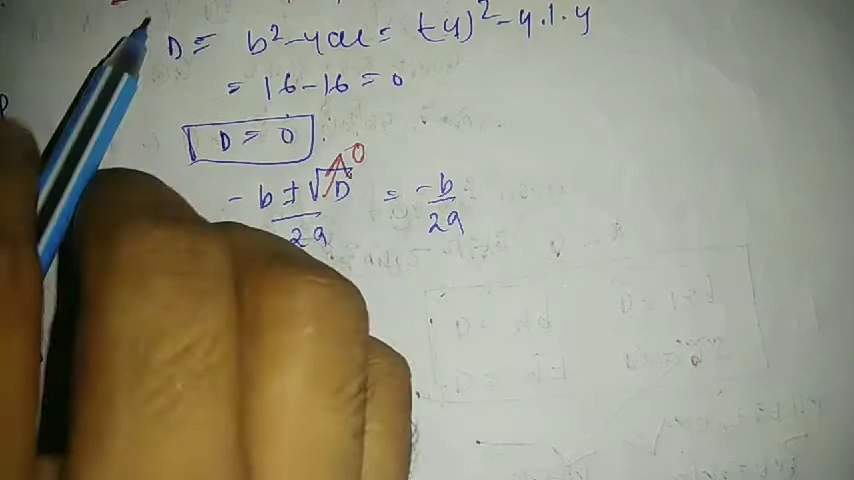 D = b²-4ac = (-4)²-4.1.4
= 16-16=0
D = 0
-b±√D 0 = -b
2a 2a